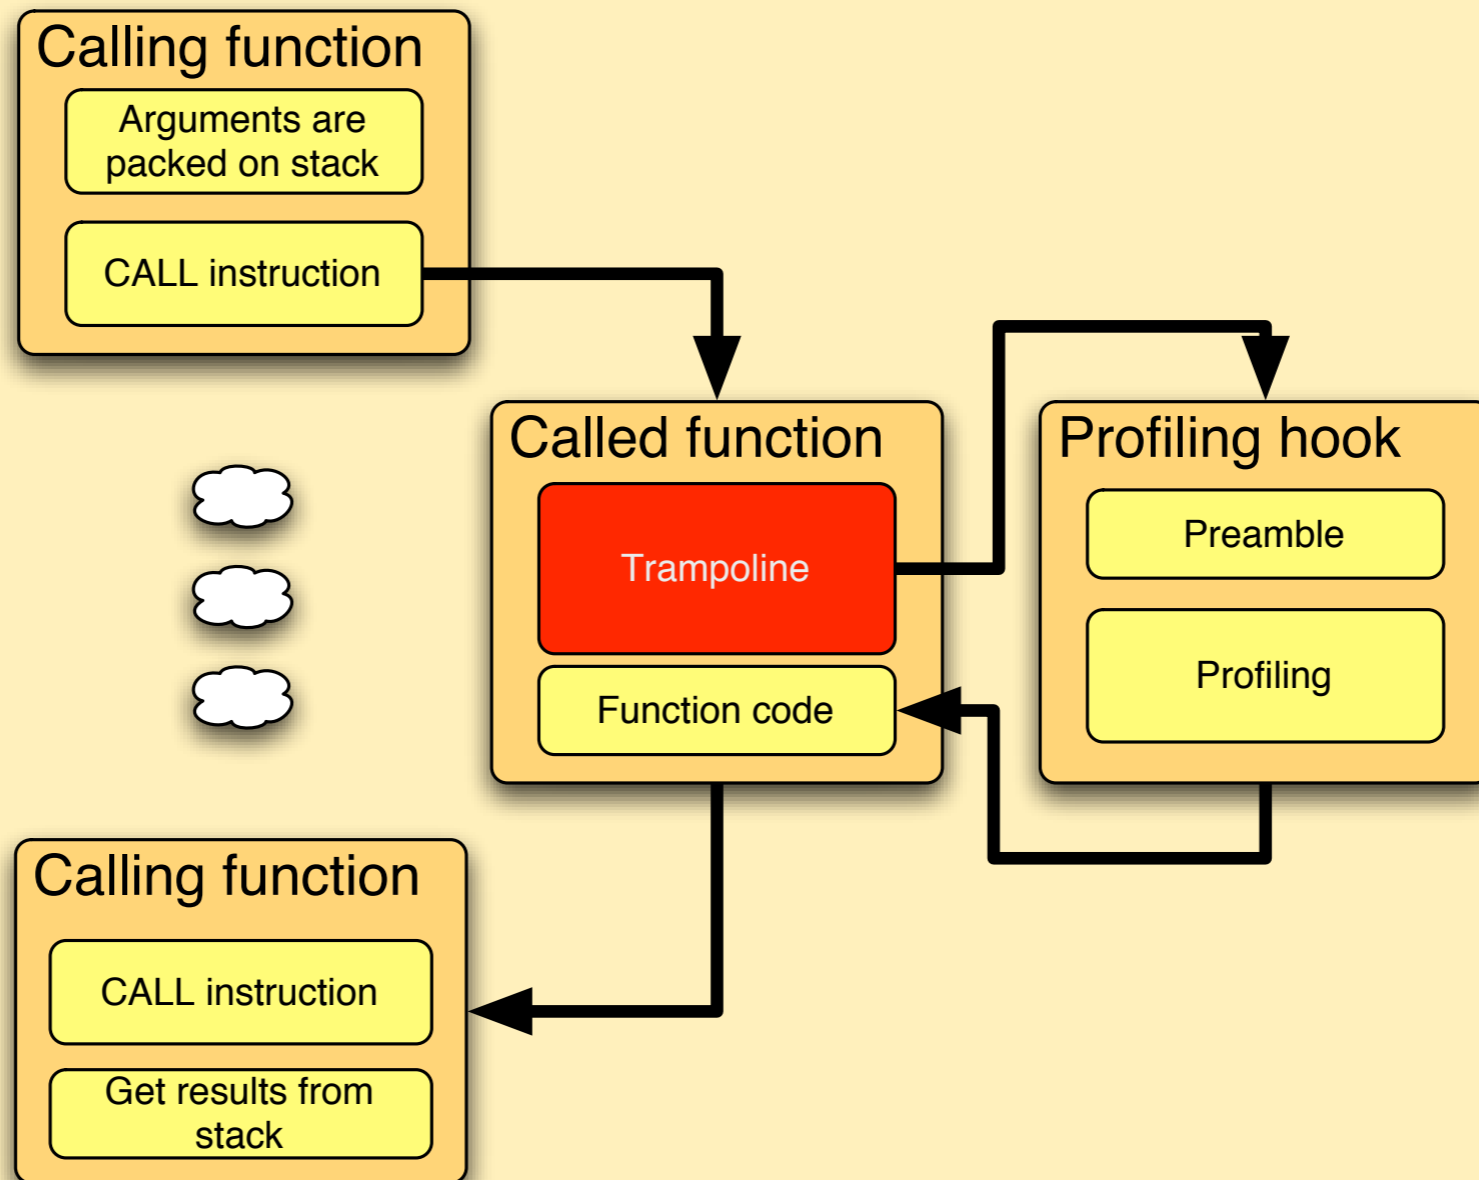 Calling function
Arguments are
packed on stack
CALL instruction
Called function
Trampoline
Function code
Profiling hook
Preamble
Profiling
Calling function
CALL instruction
Get results from
stack